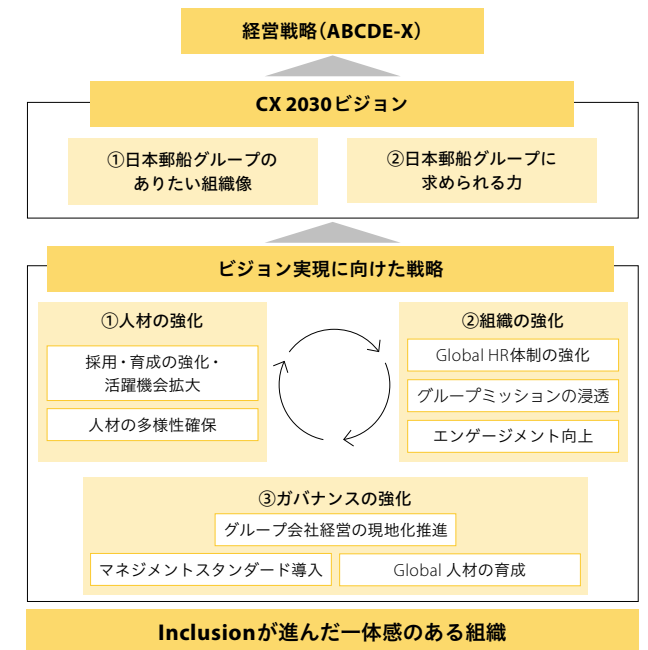 経営戦略（ABCDE-X）
CX 2030ビジョン
①日本郵船グループの
ありたい組織像
②日本郵船グループに
求められる力
ビジョン実現に向けた戦略
①人材の強化
採用・育成の強化・
活躍機会拡大
人材の多様性確保
②組織の強化
Global HR体制の強化
グループミッションの浸透
エンゲージメント向上
③ガバナンスの強化
グループ会社経営の現地化推進
マネジメントスタンダード導入
Global 人材の育成
Inclusionが進んだ一体感のある組織